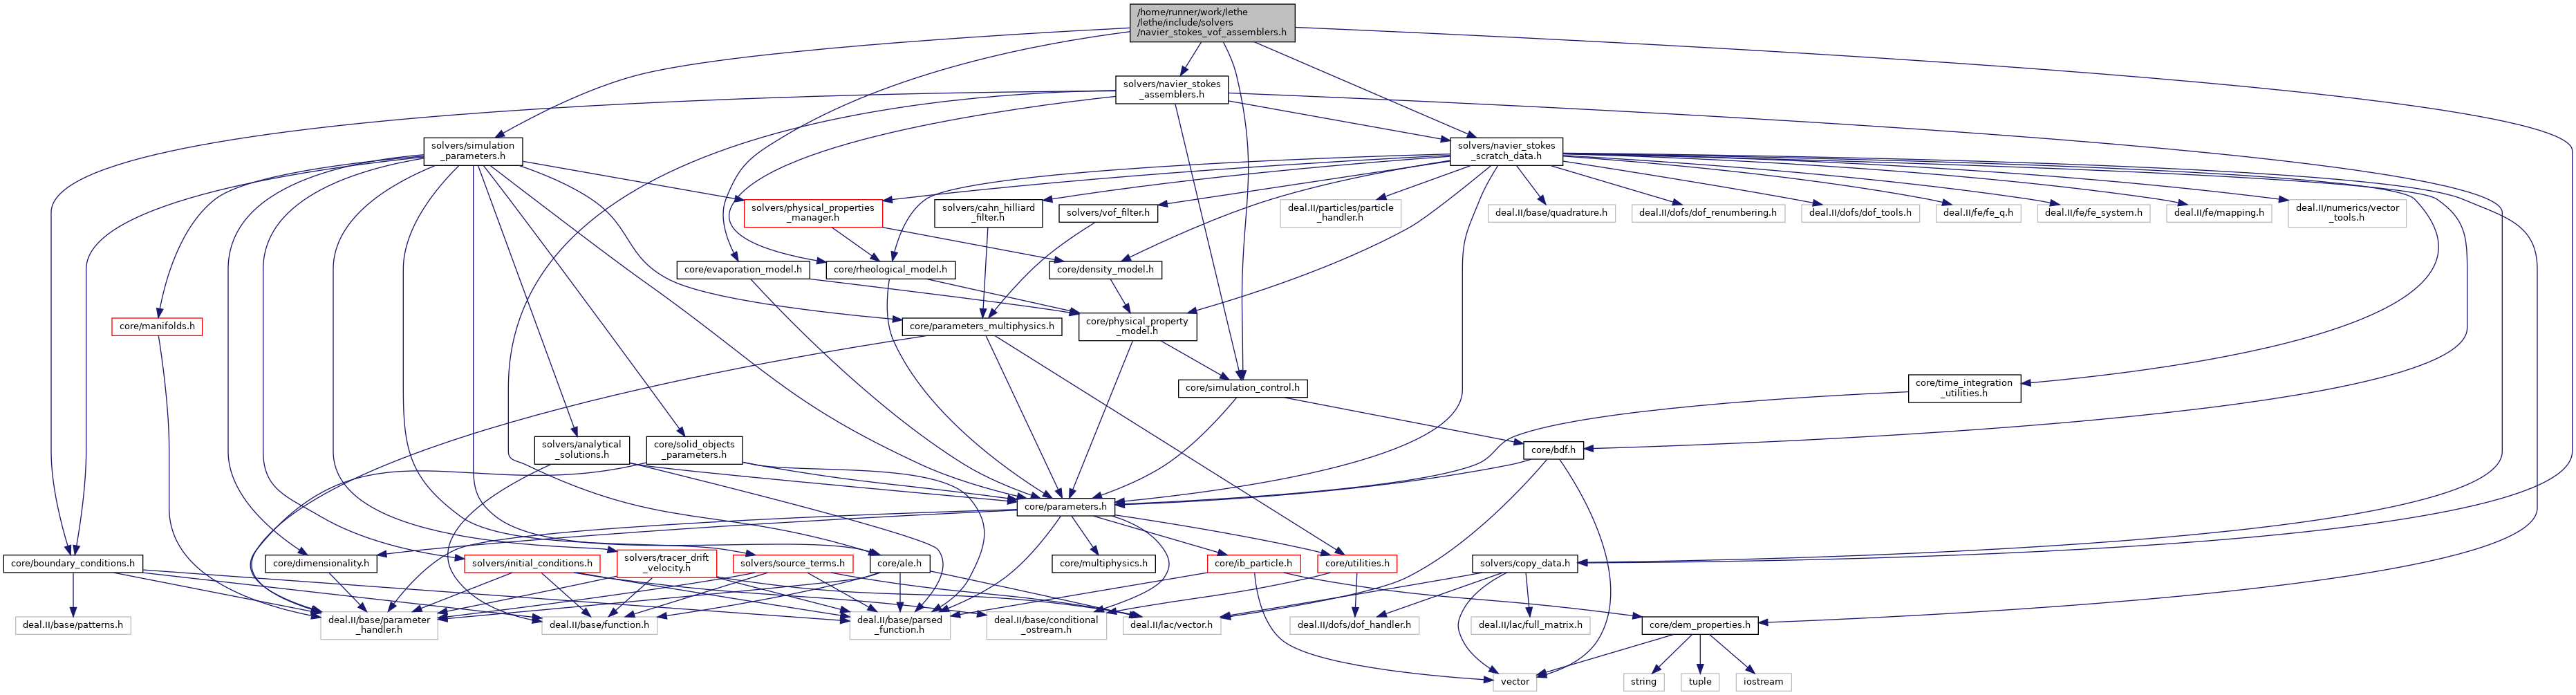 /home/runner/work/lethe
/lethe/include/solvers
/navier_stokes_vof_assemblers.h
solvers/navier_stokes
_assemblers.h
solvers/simulation
_parameters.h
solvers/navier_stokes
_scratch_data.h
solvers/physical_properties
_manager.h
solvers/cahn_hilliard
_filter.h
solvers/vof_filter.h
deal.II/particles/particle
_handler.h
deal.II/base/quadrature.h
deal.II/dofs/dof_renumbering.h
deal.II/dofs/dof_tools.h
deal.II/fe/fe_q.h
deal.II/fe/fe_system.h
deal.II/fe/mapping.h
deal.II/numerics/vector
_tools.h
core/evaporation_model.h
core/rheological_model.h
core/density_model.h
core/manifolds.h
core/parameters_multiphysics.h
core/physical_property
_model.h
core/simulation_control.h
core/time_integration
_utilities.h
solvers/analytical
_solutions.h
core/solid_objects
_parameters.h
core/bdf.h
core/parameters.h
core/boundary_conditions.h
core/dimensionality.h
solvers/initial_conditions.h
solvers/tracer_drift
_velocity.h
solvers/source_terms.h
core/ale.h
core/multiphysics.h
core/ib_particle.h
core/utilities.h
solvers/copy_data.h
deal.II/base/patterns.h
deal.II/base/parameter
_handler.h
deal.II/base/function.h
deal.II/base/parsed
_function.h
deal.II/base/conditional
_ostream.h
deal.II/lac/vector.h
deal.II/dofs/dof_handler.h
deal.II/lac/full_matrix.h
core/dem_properties.h
vector
string
tuple
iostream